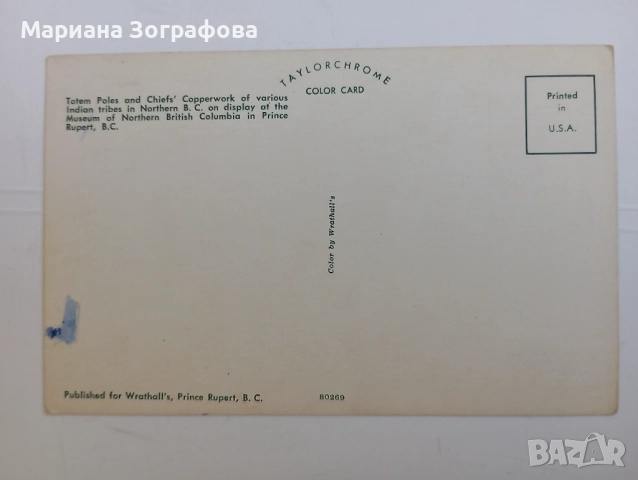 Мариана Зографова
TAYLORCHROME
COLOR CARD
Totem Poles and Chiefs' Copperwork of various
Indian tribes in Northern B. C. on display at the
Museum of Northern British Columbia in Prince
Rupert, B.C.
Printed
in
U.S.A.
Color by Wrathall's
Published for Wrathall's, Prince Rupert, B. C.
80269
BAZAR